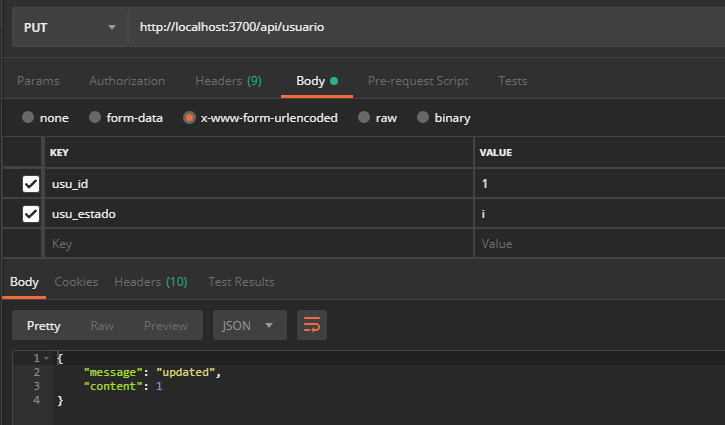 PUT http://localhost:3700/api/usuario
Params Authorization Headers (9) Body Pre-request Script Tests
none form-data x-www-form-urlencoded raw binary
KEY VALUE
usu_id 1
usu_estado i
Key Value
Body Cookies Headers (10) Test Results
Pretty Raw Preview JSON
1 {
2 "message": "updated",
3 "content": 1
4 }